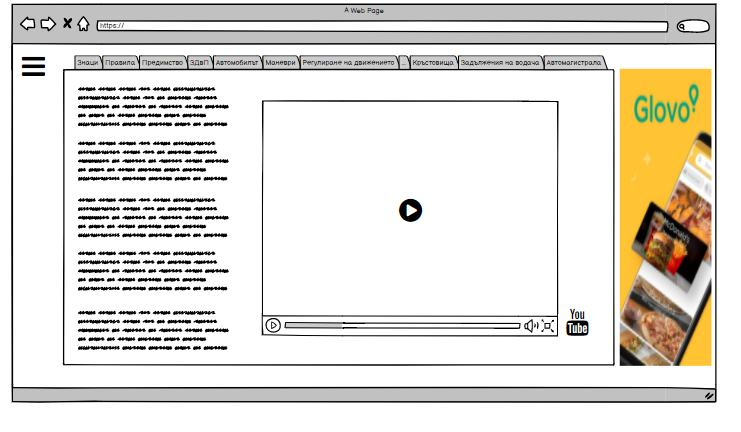 A Web Page
https://
Знаци Правила Предимство ЗДвП Автомобилът Маневри Регулиране на движението ... Кръстовища Задължения на водача Автомагистрала
Glovo
McDonald's
You
Tube